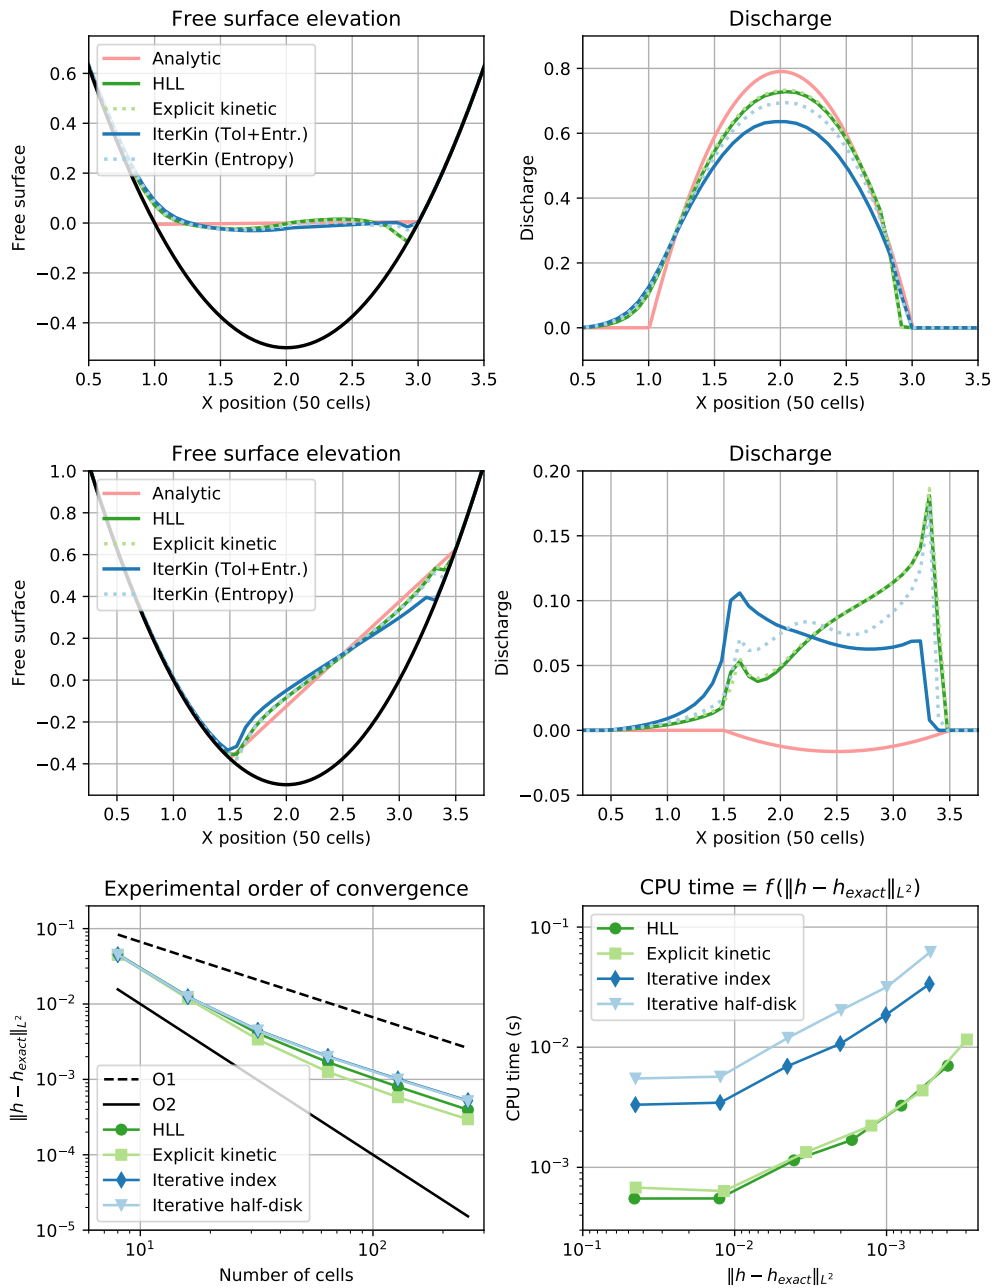 Free surface elevation
Analytic
HLL
Explicit kinetic
IterKin (Tol+Entr.)
IterKin (Entropy)
0.6
0.4
0.2
0.0
−0.2
−0.4
Free surface
0.5 1.0 1.5 2.0 2.5 3.0 3.5
X position (50 cells)
Discharge
0.8
0.6
0.4
0.2
0.0
Discharge
0.5 1.0 1.5 2.0 2.5 3.0 3.5
X position (50 cells)
Free surface elevation
Analytic
HLL
Explicit kinetic
IterKin (Tol+Entr.)
IterKin (Entropy)
1.0
0.8
0.6
0.4
0.2
0.0
−0.2
−0.4
Free surface
0.5 1.0 1.5 2.0 2.5 3.0 3.5
X position (50 cells)
Discharge
0.20
0.15
0.10
0.05
0.00
−0.05
Discharge
0.5 1.0 1.5 2.0 2.5 3.0 3.5
X position (50 cells)
Experimental order of convergence
10⁻¹
10⁻²
10⁻³
10⁻⁴
10⁻⁵
‖h − h_exact‖_L²
O1
O2
HLL
Explicit kinetic
Iterative index
Iterative half-disk
10¹ 10²
Number of cells
CPU time = f(‖h − h_exact‖_L²)
HLL
Explicit kinetic
Iterative index
Iterative half-disk
10⁻¹
10⁻²
10⁻³
CPU time (s)
10⁻¹ 10⁻² 10⁻³
‖h − h_exact‖_L²